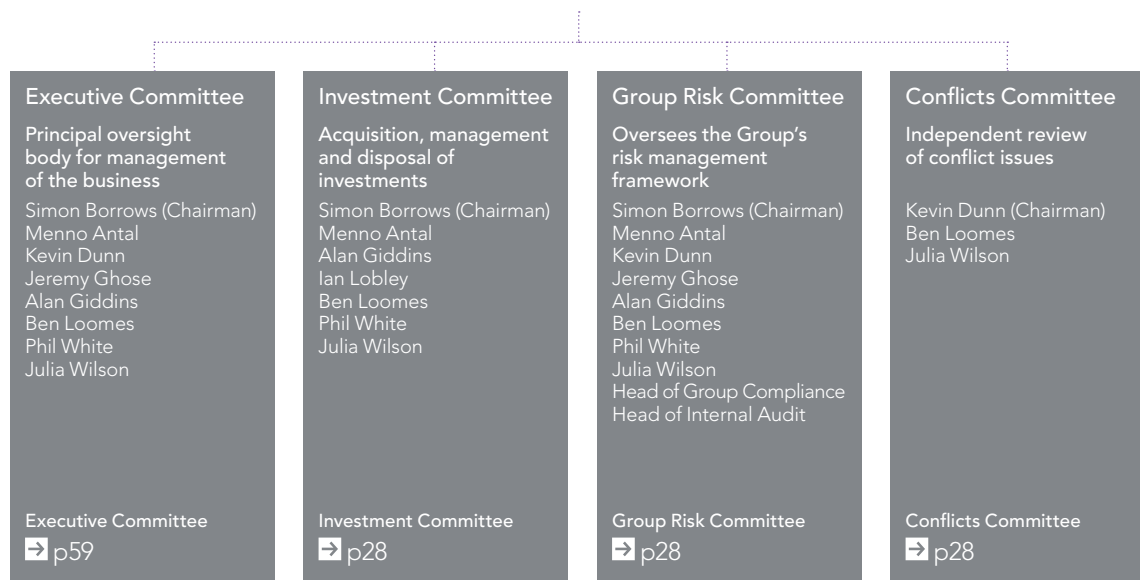 Executive Committee
Principal oversight
body for management
of the business
Simon Borrows (Chairman)
Menno Antal
Kevin Dunn
Jeremy Ghose
Alan Giddins
Ben Loomes
Phil White
Julia Wilson
Executive Committee
p59
Investment Committee
Acquisition, management
and disposal of
investments
Simon Borrows (Chairman)
Menno Antal
Alan Giddins
Ian Lobley
Ben Loomes
Phil White
Julia Wilson
Investment Committee
p28
Group Risk Committee
Oversees the Group's
risk management
framework
Simon Borrows (Chairman)
Menno Antal
Kevin Dunn
Jeremy Ghose
Alan Giddins
Ben Loomes
Phil White
Julia Wilson
Head of Group Compliance
Head of Internal Audit
Group Risk Committee
p28
Conflicts Committee
Independent review
of conflict issues
Kevin Dunn (Chairman)
Ben Loomes
Julia Wilson
Conflicts Committee
p28